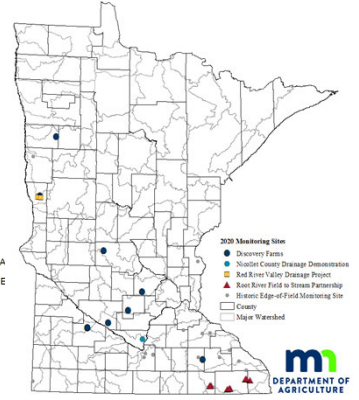 A
E
2020 Monitoring Sites
Discovery Farms
Nicollet County Drainage Demonstration
Red River Valley Drainage Project
Root River Field to Stream Partnership
Historic Edge-of-Field Monitoring Site
County
Major Watershed
m
DEPARTMENT OF
AGRICULTURE